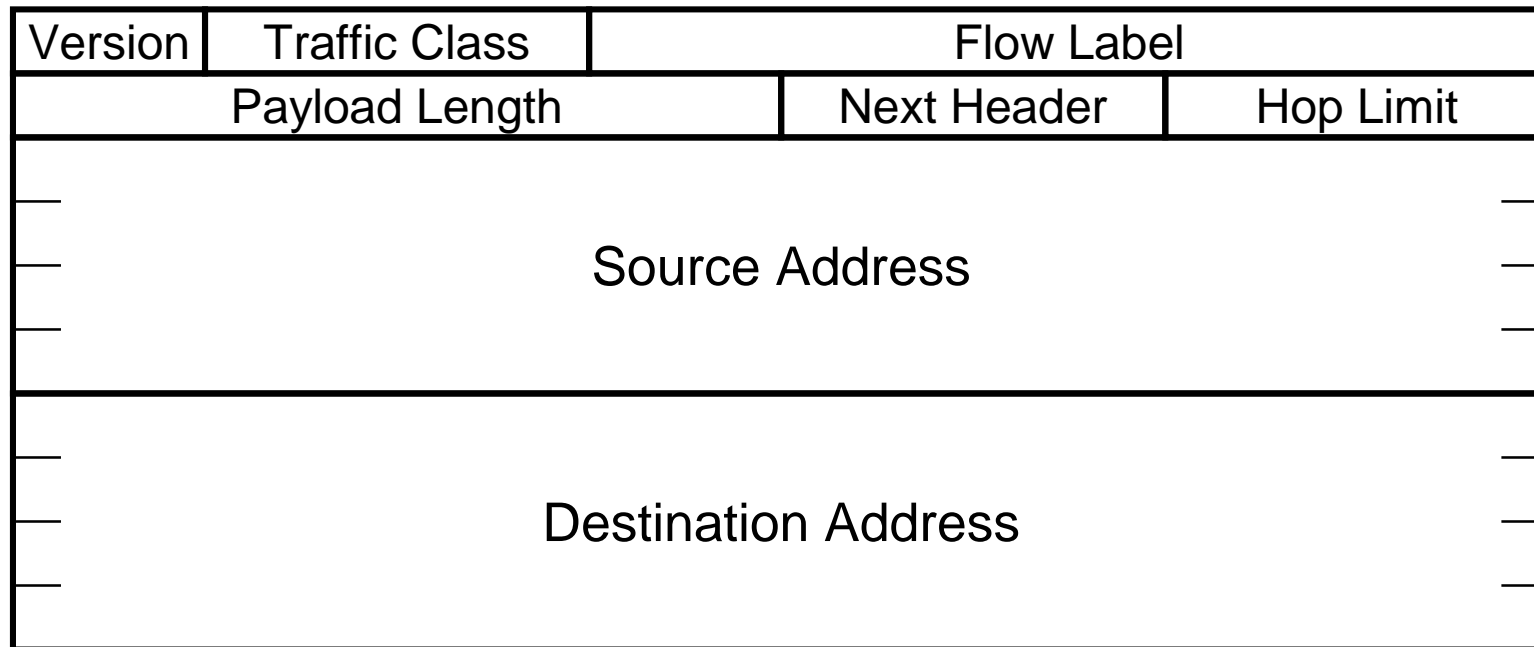 Version Traffic Class Flow Label
Payload Length Next Header Hop Limit
Source Address
Destination Address